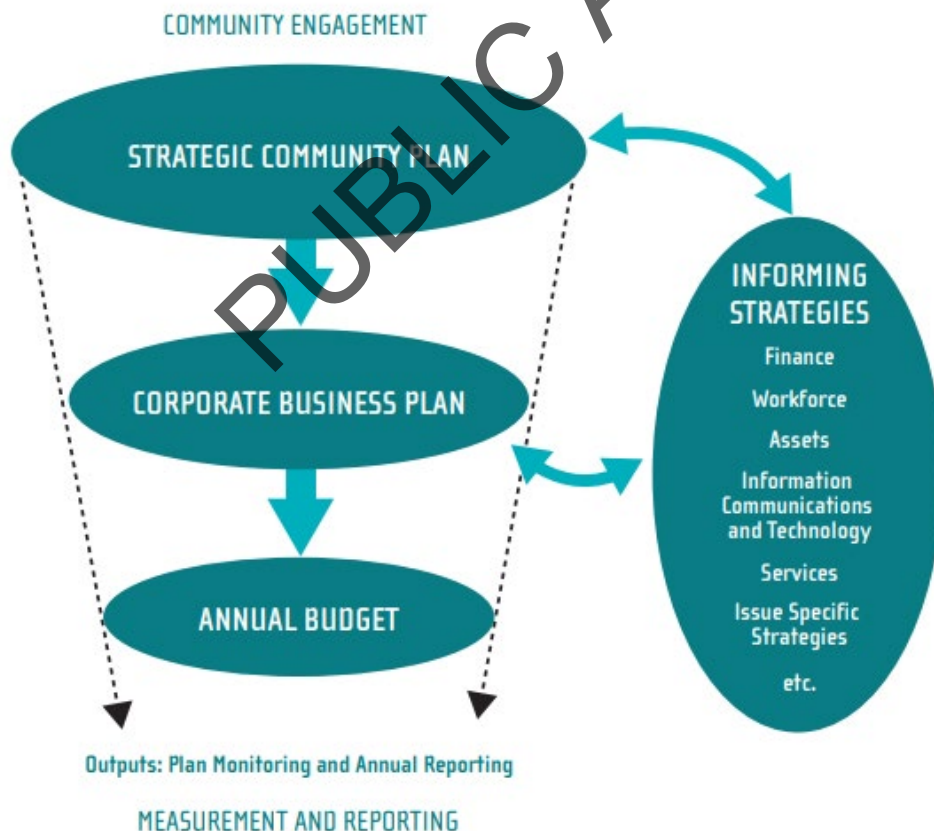 COMMUNITY ENGAGEMENT
STRATEGIC COMMUNITY PLAN
CORPORATE BUSINESS PLAN
ANNUAL BUDGET
INFORMING
STRATEGIES
Finance
Workforce
Assets
Information
Communications
and Technology
Services
Issue Specific
Strategies
etc.
Outputs: Plan Monitoring and Annual Reporting
MEASUREMENT AND REPORTING
PUBLIC